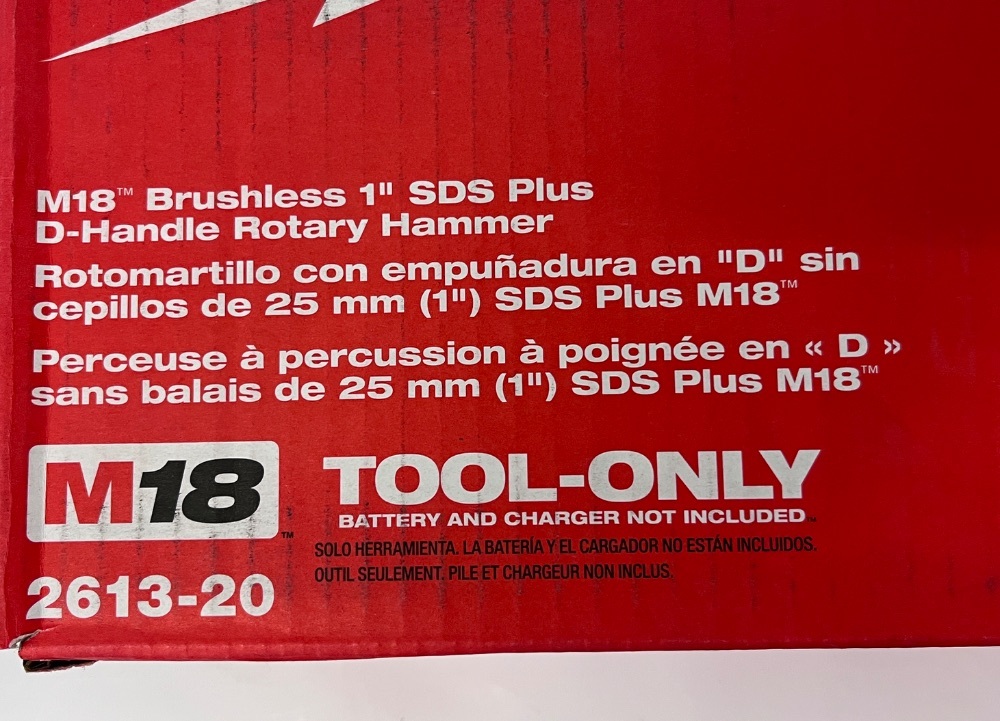 M18™ Brushless 1" SDS Plus
D-Handle Rotary Hammer
Rotomartillo con empuñadura en "D" sin
cepillos de 25 mm (1") SDS Plus M18™
Perceuse à percussion à poignée en « D »
sans balais de 25 mm (1") SDS Plus M18™
M18™
TOOL-ONLY
BATTERY AND CHARGER NOT INCLUDED
SOLO HERRAMIENTA. LA BATERÍA Y EL CARGADOR NO ESTÁN INCLUIDOS.
OUTIL SEULEMENT. PILE ET CHARGEUR NON INCLUS.
2613-20